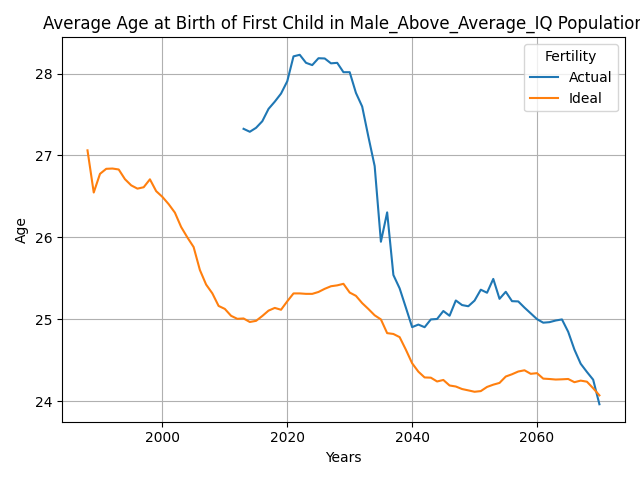 Average Age at Birth of First Child in Male_Above_Average_IQ Population
Fertility
Actual
Ideal
28
27
26
25
24
Age
2000
2020
2040
2060
Years